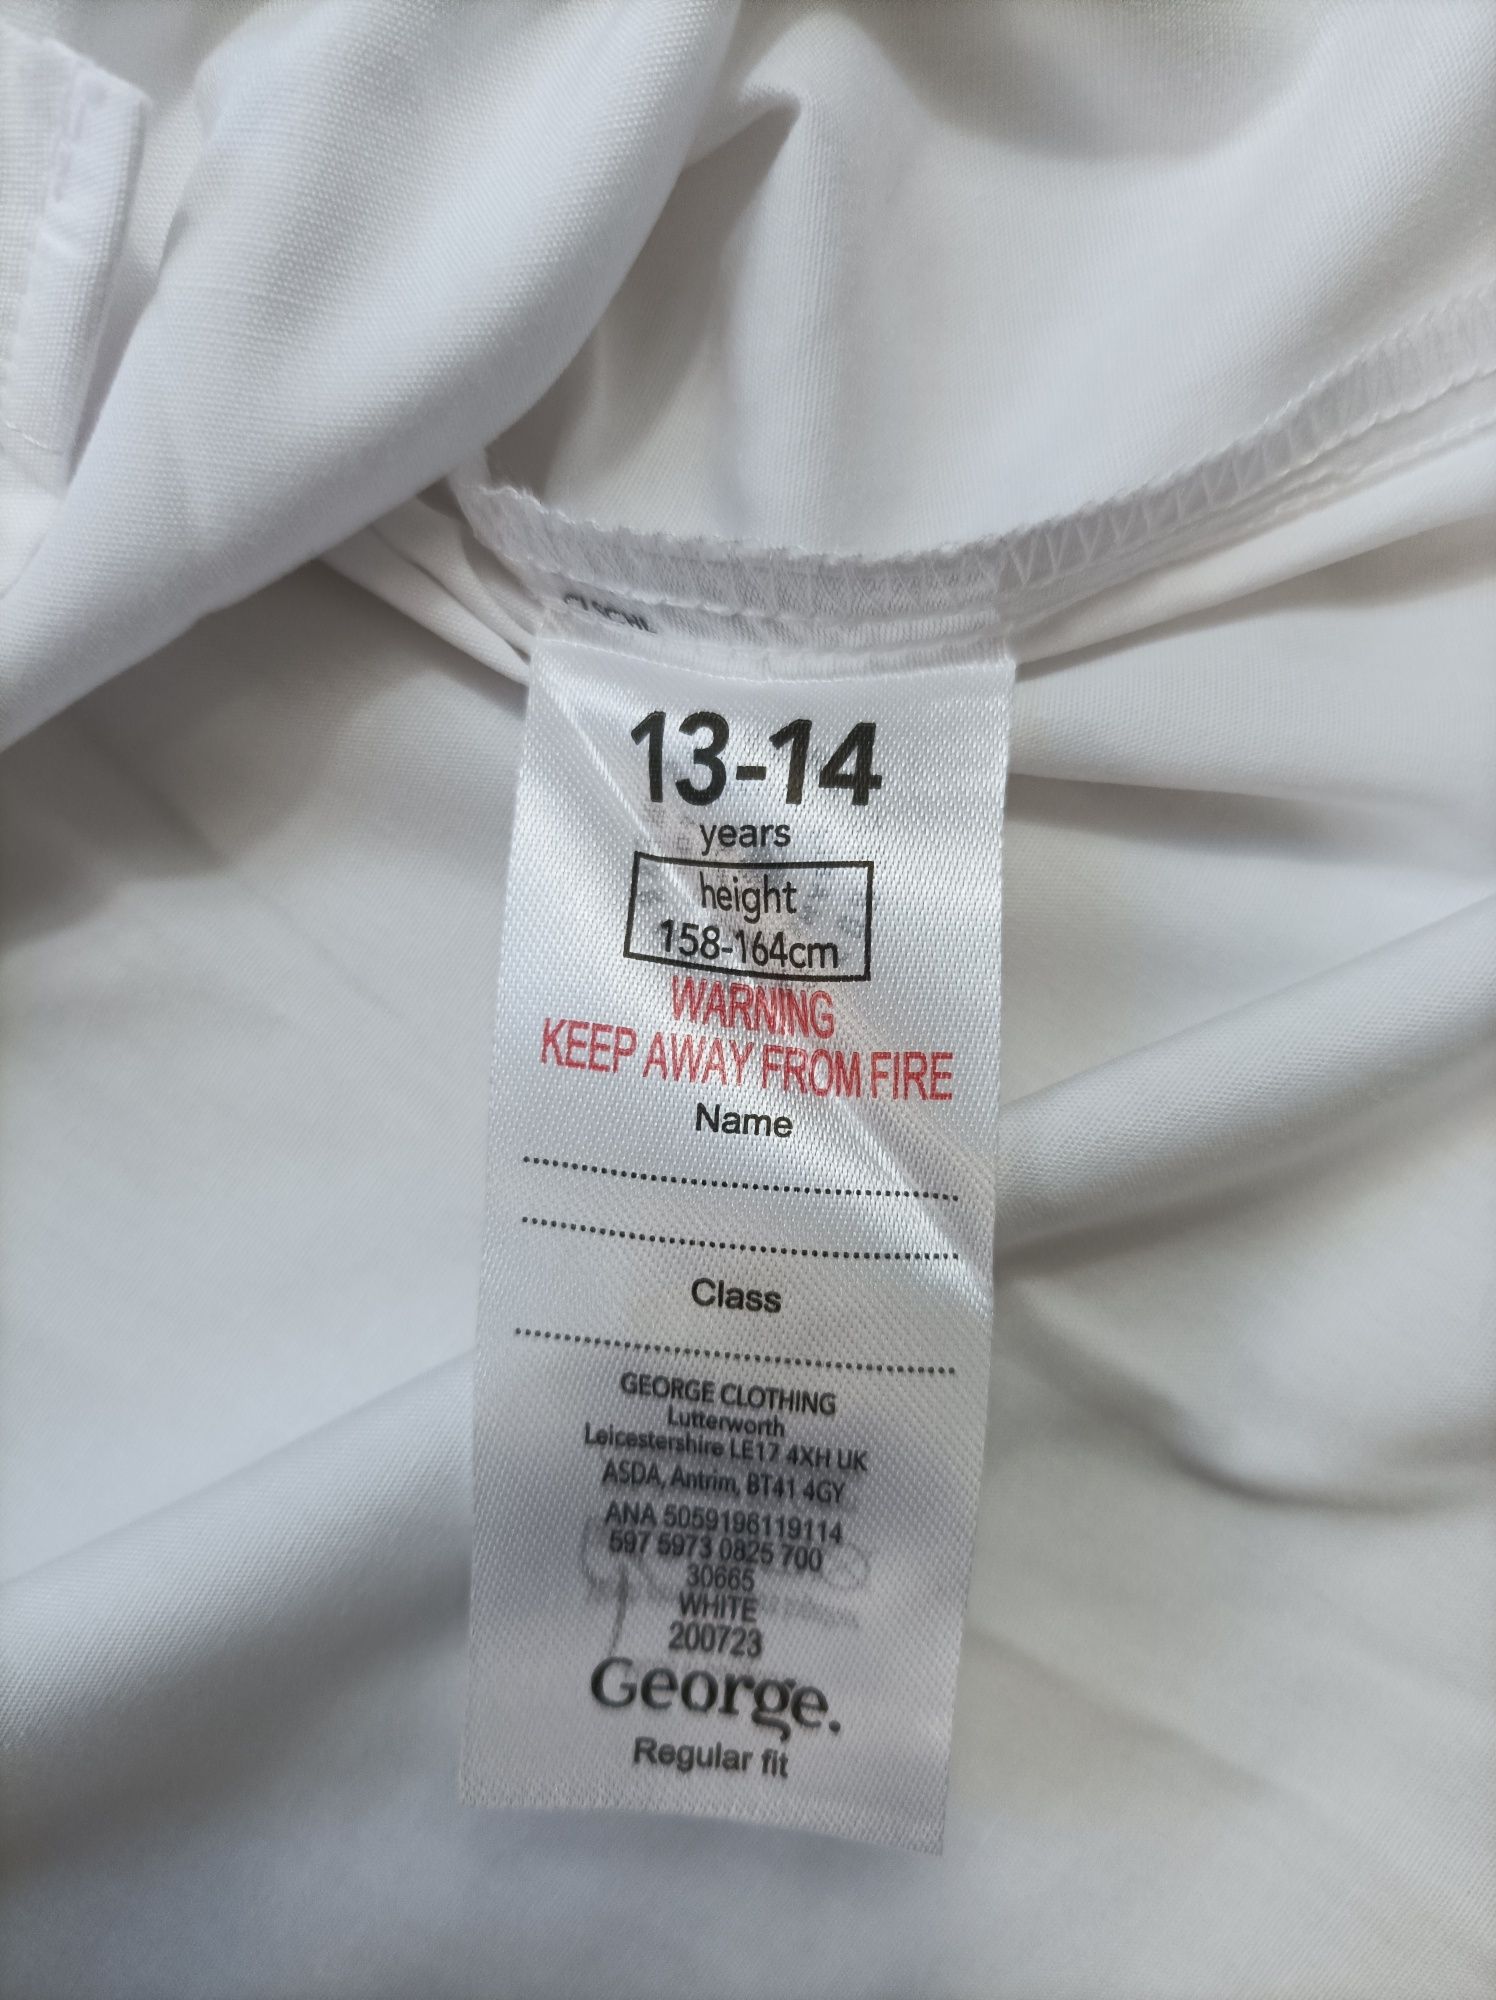 13-14
years
height
158-164cm
WARNING
KEEP AWAY FROM FIRE
Name
Class
GEORGE CLOTHING
Lutterworth
Leicestershire LE17 4XH UK
ASDA, Antrim, BT41 4GY
ANA 5059196119114
597 5973 0825 700
30665
WHITE
200723
George.
Regular fit